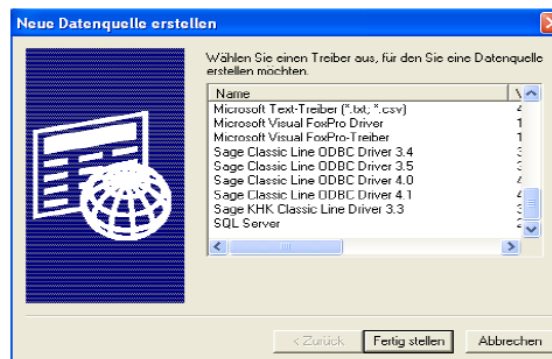 Neue Datenquelle erstellen
Wählen Sie einen Treiber aus, für den Sie eine Datenquelle
erstellen möchten.
Name
Microsoft Text-Treiber (*.txt; *.csv)
Microsoft Visual FoxPro Driver
Microsoft Visual FoxPro-Treiber
Sage Classic Line ODBC Driver 3.4
Sage Classic Line ODBC Driver 3.5
Sage Classic Line ODBC Driver 4.0
Sage Classic Line ODBC Driver 4.1
Sage KHK Classic Line Driver 3.3
SQL Server
< Zurück
Fertig stellen
Abbrechen